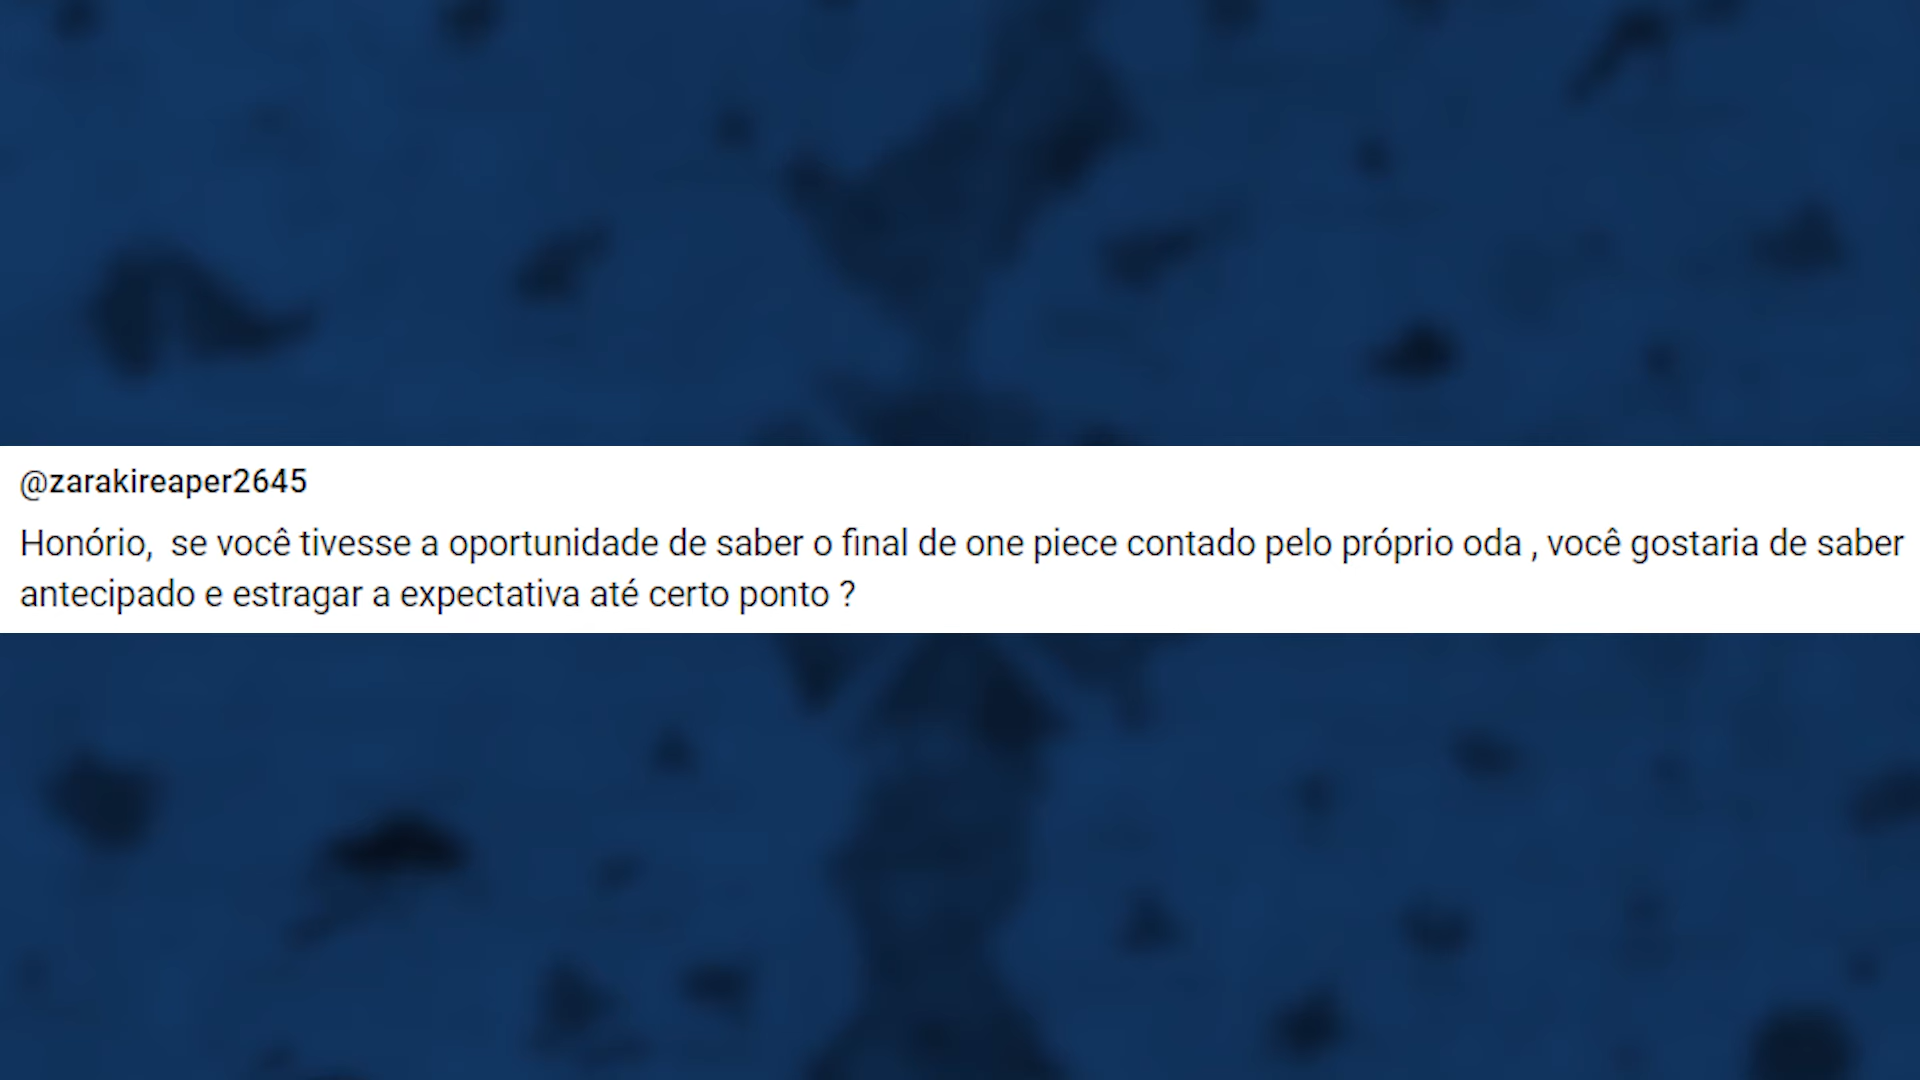 @zarakireaper2645
Honório,  se você tivesse a oportunidade de saber o final de one piece contado pelo próprio oda , você gostaria de saber
antecipado e estragar a expectativa até certo ponto ?